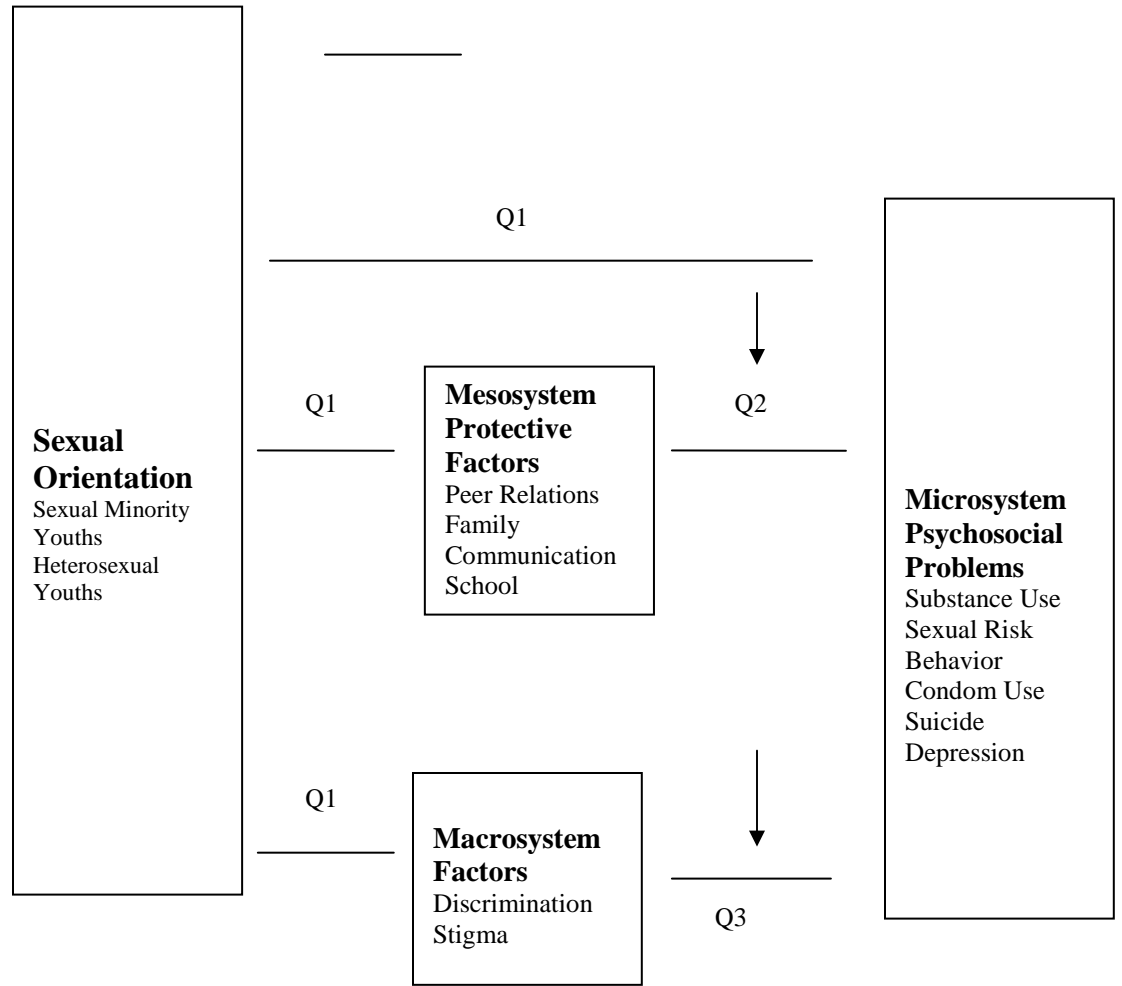 Q1
Sexual
Orientation
Sexual Minority
Youths
Heterosexual
Youths
Q1
Mesosystem
Protective
Factors
Peer Relations
Family
Communication
School
Q2
Microsystem
Psychosocial
Problems
Substance Use
Sexual Risk
Behavior
Condom Use
Suicide
Depression
Q1
Macrosystem
Factors
Discrimination
Stigma
Q3